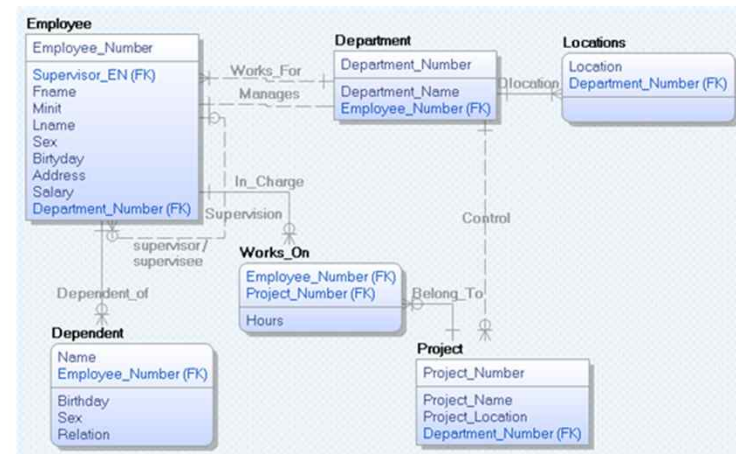 Employee
Employee_Number
Supervisor_EN (FK)
Fname
Minit
Lname
Sex
Birtyday
Address
Salary
Department_Number (FK)
Works_For
Manages
Department
Department_Number
Department_Name
Employee_Number (FK)
Dlocation
Locations
Location
Department_Number (FK)
In_Charge
Supervision
supervisor/
supervisee
Control
Dependent_of
Works_On
Employee_Number (FK)
Project_Number (FK)
Hours
Belong_To
Dependent
Name
Employee_Number (FK)
Birthday
Sex
Relation
Project
Project_Number
Project_Name
Project_Location
Department_Number (FK)